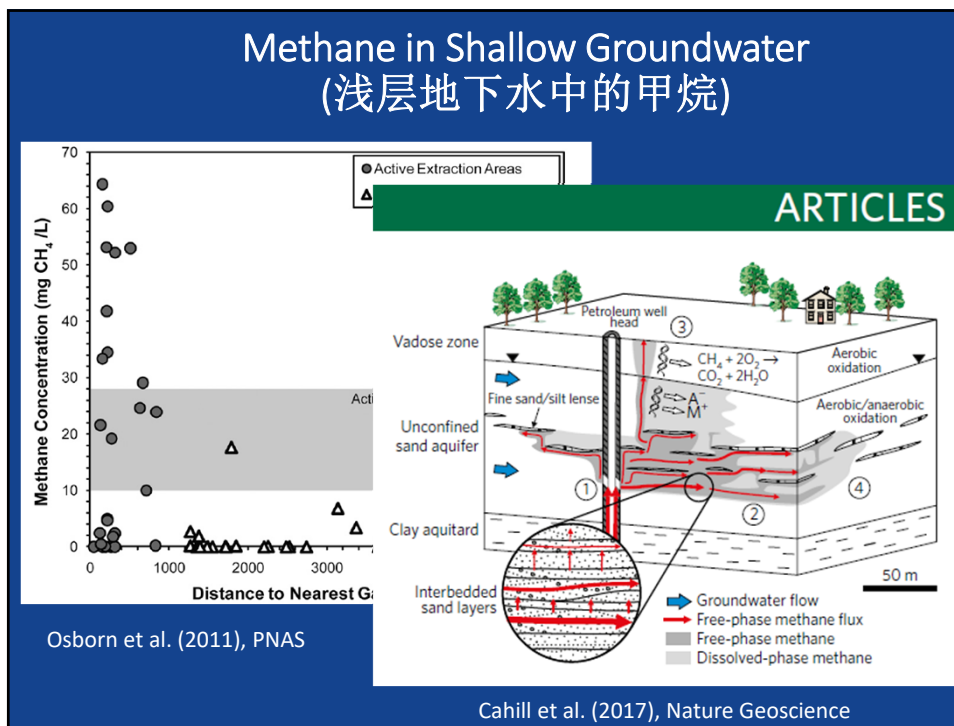 Methane in Shallow Groundwater
(浅层地下水中的甲烷)
70
60
50
40
30
20
10
0
Methane Concentration (mg CH₄/L)
Active Extraction Areas
0
1000
2000
3000
Distance to Nearest
Osborn et al. (2011), PNAS
ARTICLES
Petroleum well
head
③
Vadose zone
CH₄ + 2O₂ →
CO₂ + 2H₂O
Aerobic
oxidation
Fine sand/silt lense
A⁻
M⁺
Aerobic/anaerobic
oxidation
Unconfined
sand aquifer
①
②
④
Clay aquitard
Interbedded
sand layers
50 m
Groundwater flow
Free-phase methane flux
Free-phase methane
Dissolved-phase methane
Cahill et al. (2017), Nature Geoscience